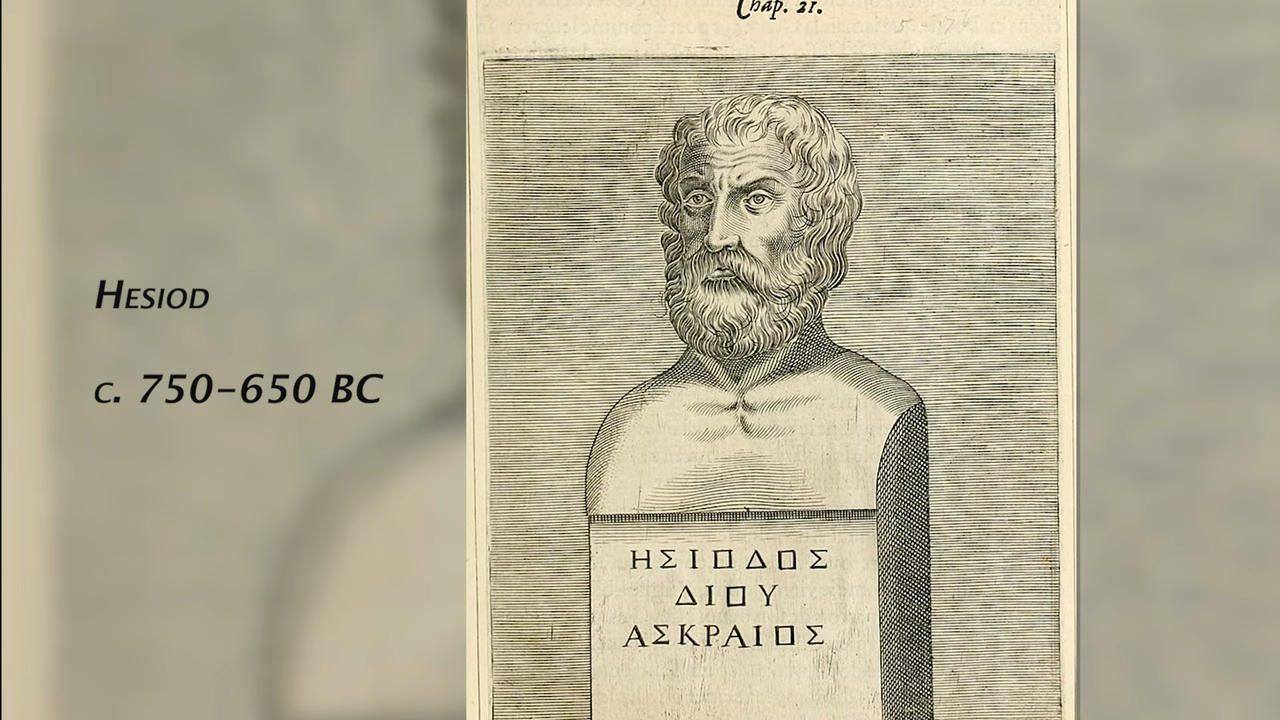 Chap. 21.
HESIOD
C. 750–650 BC
ΗΣΙΟΔΟΣ
ΔΙΟΥ
ΑΣΚΡΑΙΟΣ